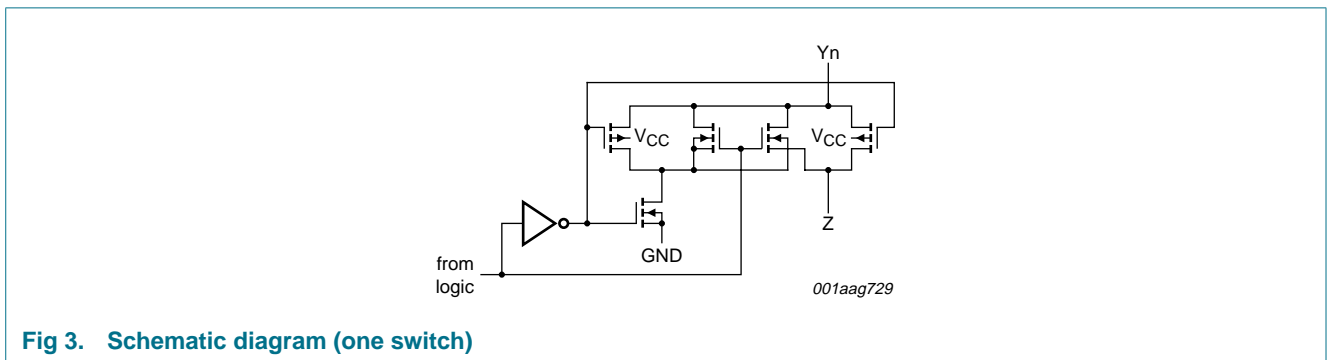 Yn
VCC
VCC
Z
GND
from
logic
001aag729
Fig 3. Schematic diagram (one switch)